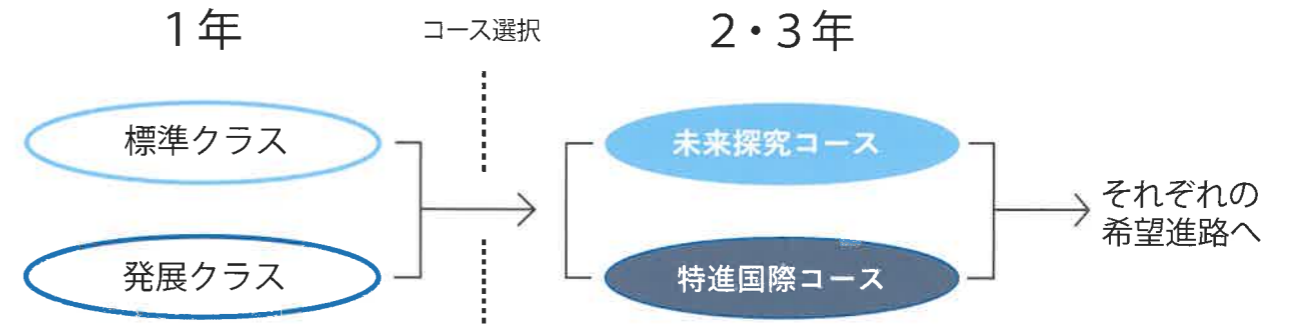 1年
コース選択
2・3年
標準クラス
未来探究コース
それぞれの
希望進路へ
発展クラス
特進国際コース